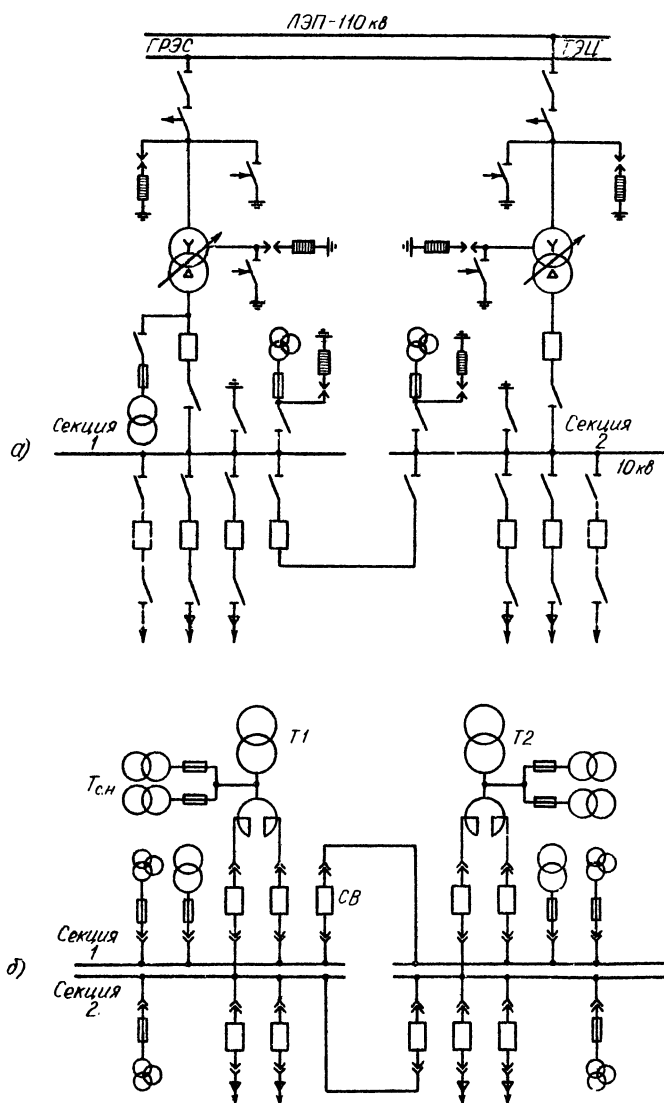 ЛЭП-110 кв
ГРЭС
ТЭЦ
Секция
1
Секция
2
а)
10 кв
Т1
Т2
Тс.н
СВ
Секция
1
б)
Секция
2.